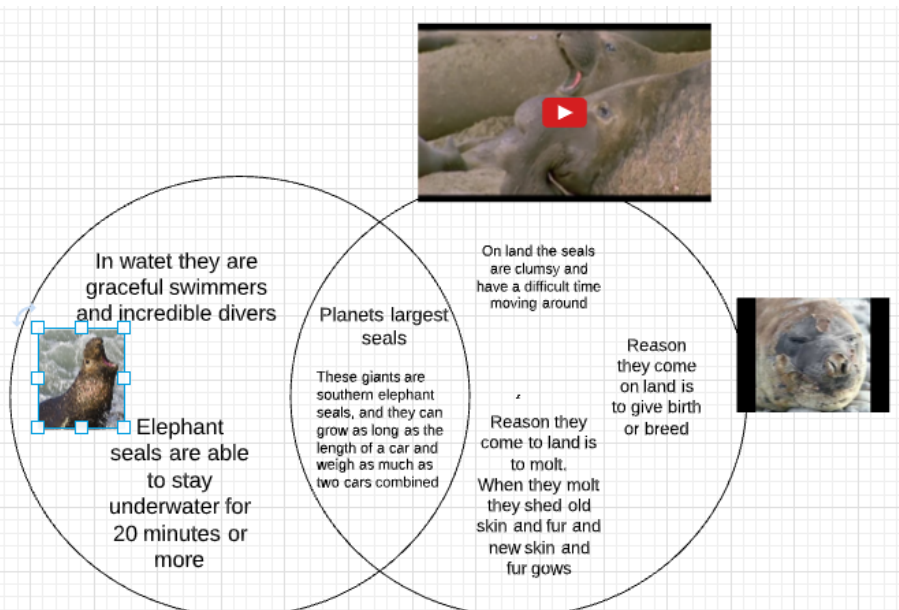 In watet they are
graceful swimmers
and incredible divers
Elephant
seals are able
to stay
underwater for
20 minutes or
more
Planets largest
seals
These giants are
southern elephant
seals, and they can
grow as long as the
length of a car and
weigh as much as
two cars combined
On land the seals
are clumsy and
have a difficult time
moving around
Reason
they come
on land is
to give birth
or breed
,
Reason they
come to land is
to molt.
When they molt
they shed old
skin and fur and
new skin and
fur gows